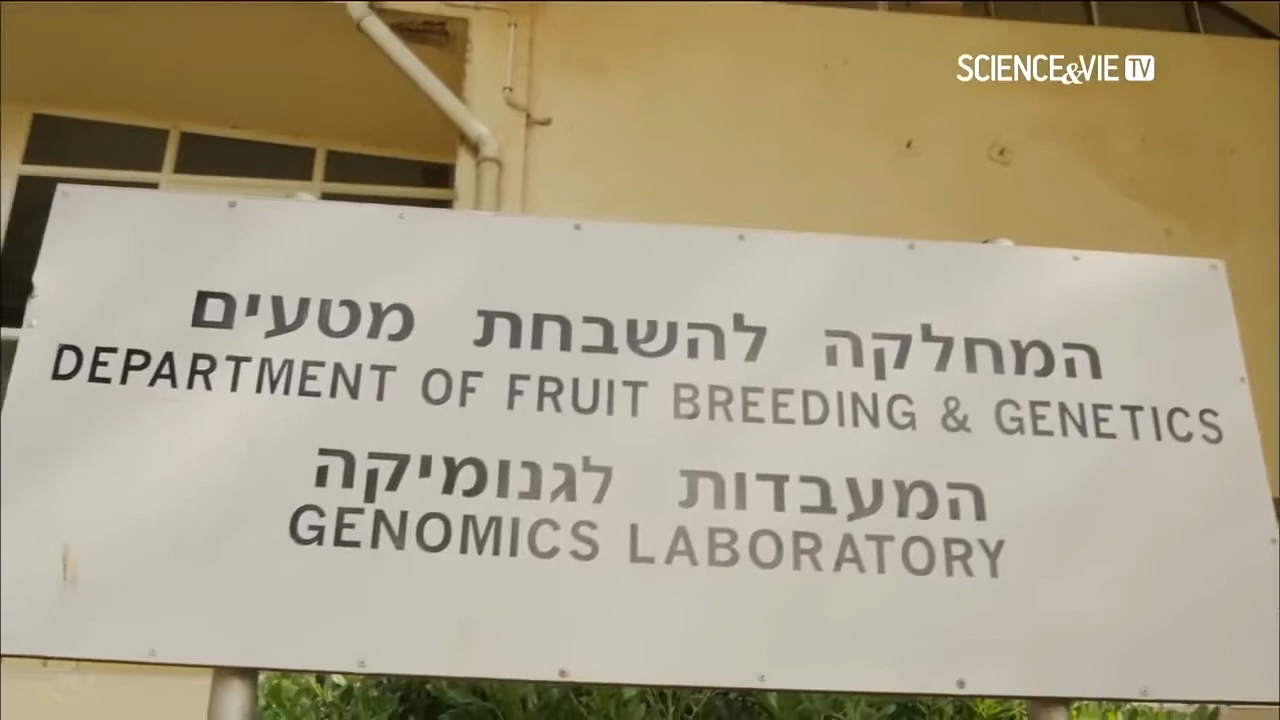 SCIENCE&VIE TV
המחלקה להשבחת מטעים
DEPARTMENT OF FRUIT BREEDING & GENETICS
המעבדות לגנומיקה
GENOMICS LABORATORY